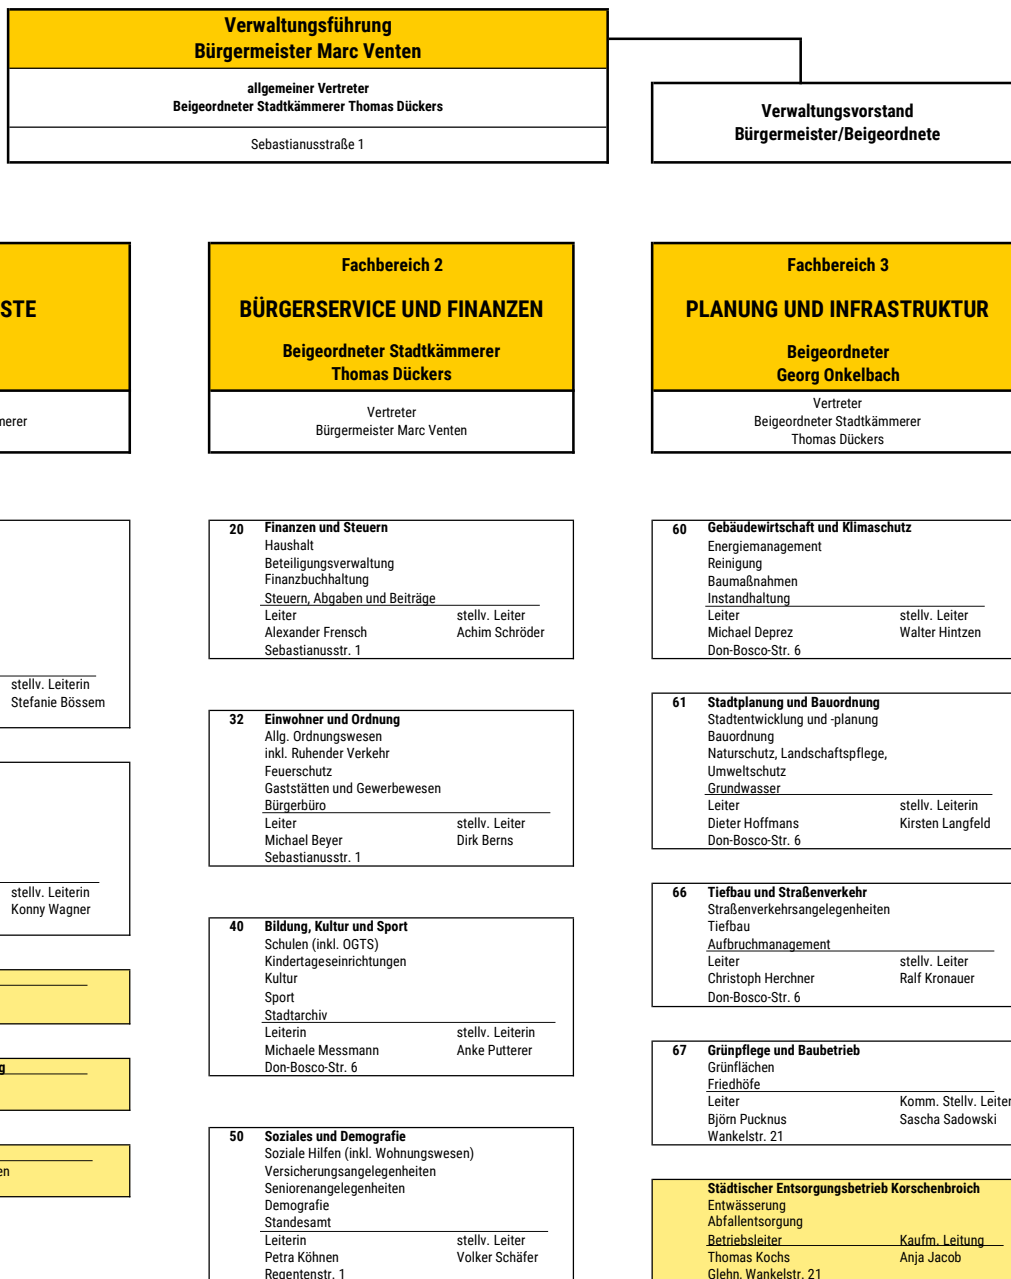 Verwaltungsführung
Bürgermeister Marc Venten
allgemeiner Vertreter
Beigeordneter Stadtkämmerer Thomas Dückers
Sebastianusstraße 1
Verwaltungsvorstand
Bürgermeister/Beigeordnete
STE
merer
stellv. Leiterin
Stefanie Bössem
stellv. Leiterin
Konny Wagner
g
en
Fachbereich 2
BÜRGERSERVICE UND FINANZEN
Beigeordneter Stadtkämmerer
Thomas Dückers
Vertreter
Bürgermeister Marc Venten
20 Finanzen und Steuern
Haushalt
Beteiligungsverwaltung
Finanzbuchhaltung
Steuern, Abgaben und Beiträge
Leiter stellv. Leiter
Alexander Frensch Achim Schröder
Sebastianusstr. 1
32 Einwohner und Ordnung
Allg. Ordnungswesen
inkl. Ruhender Verkehr
Feuerschutz
Gaststätten und Gewerbewesen
Bürgerbüro
Leiter stellv. Leiter
Michael Beyer Dirk Berns
Sebastianusstr. 1
40 Bildung, Kultur und Sport
Schulen (inkl. OGTS)
Kindertageseinrichtungen
Kultur
Sport
Stadtarchiv
Leiterin stellv. Leiterin
Michaele Messmann Anke Putterer
Don-Bosco-Str. 6
50 Soziales und Demografie
Soziale Hilfen (inkl. Wohnungswesen)
Versicherungsangelegenheiten
Seniorenangelegenheiten
Demografie
Standesamt
Leiterin stellv. Leiter
Petra Köhnen Volker Schäfer
Regentenstr. 1
Fachbereich 3
PLANUNG UND INFRASTRUKTUR
Beigeordneter
Georg Onkelbach
Vertreter
Beigeordneter Stadtkämmerer
Thomas Dückers
60 Gebäudewirtschaft und Klimaschutz
Energiemanagement
Reinigung
Baumaßnahmen
Instandhaltung
Leiter stellv. Leiter
Michael Deprez Walter Hintzen
Don-Bosco-Str. 6
61 Stadtplanung und Bauordnung
Stadtentwicklung und -planung
Bauordnung
Naturschutz, Landschaftspflege,
Umweltschutz
Grundwasser
Leiter stellv. Leiterin
Dieter Hoffmans Kirsten Langfeld
Don-Bosco-Str. 6
66 Tiefbau und Straßenverkehr
Straßenverkehrsangelegenheiten
Tiefbau
Aufbruchmanagement
Leiter stellv. Leiter
Christoph Herchner Ralf Kronauer
Don-Bosco-Str. 6
67 Grünpflege und Baubetrieb
Grünflächen
Friedhöfe
Leiter Komm. Stellv. Leiter
Björn Pucknus Sascha Sadowski
Wankelstr. 21
Städtischer Entsorgungsbetrieb Korschenbroich
Entwässerung
Abfallentsorgung
Betriebsleiter Kaufm. Leitung
Thomas Kochs Anja Jacob
Glehn, Wankelstr. 21